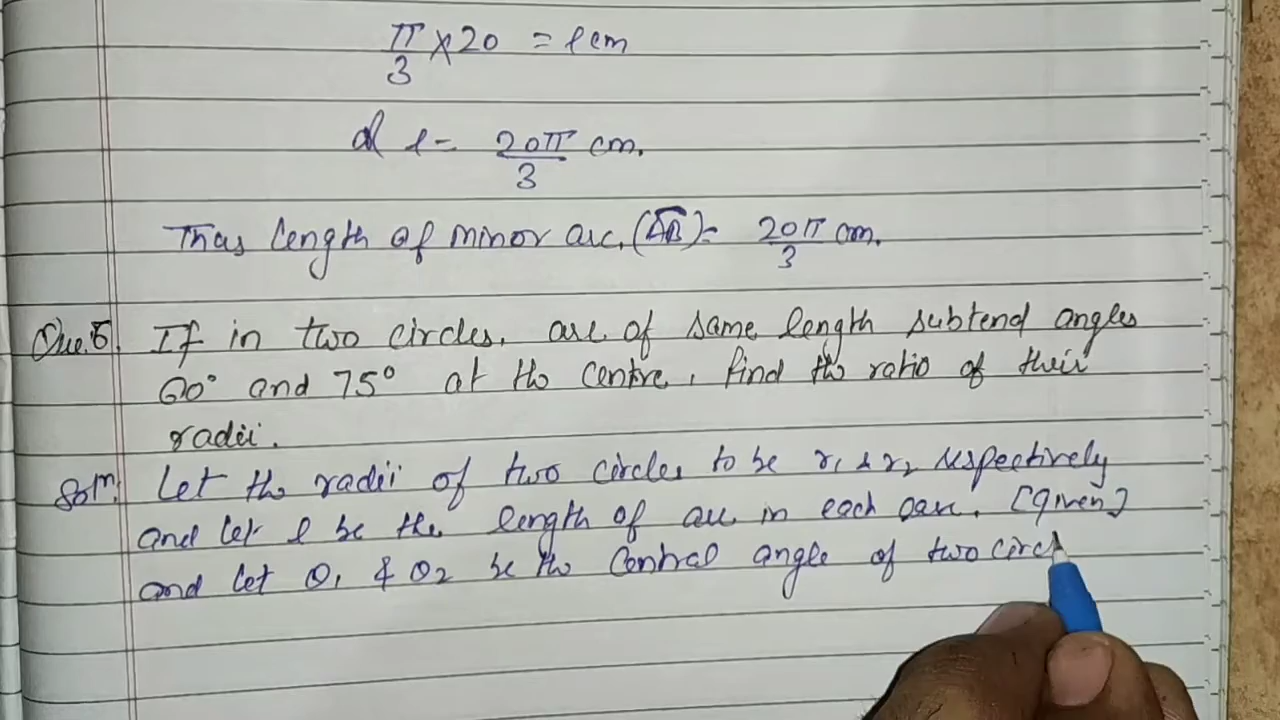 π/3 × 20 = l cm
or l = 20π/3 cm.
Thus length of minor arc, (AB) = 20π/3 cm.
Que.5. If in two circles, arc of same length subtend angles
60° and 75° at the centre, find the ratio of their
radii.
Solⁿ. Let the radii of two circles to be r₁ & r₂ respectively
and let l be the length of arc in each case. [given]
and let θ₁ & θ₂ be the central angle of two circl